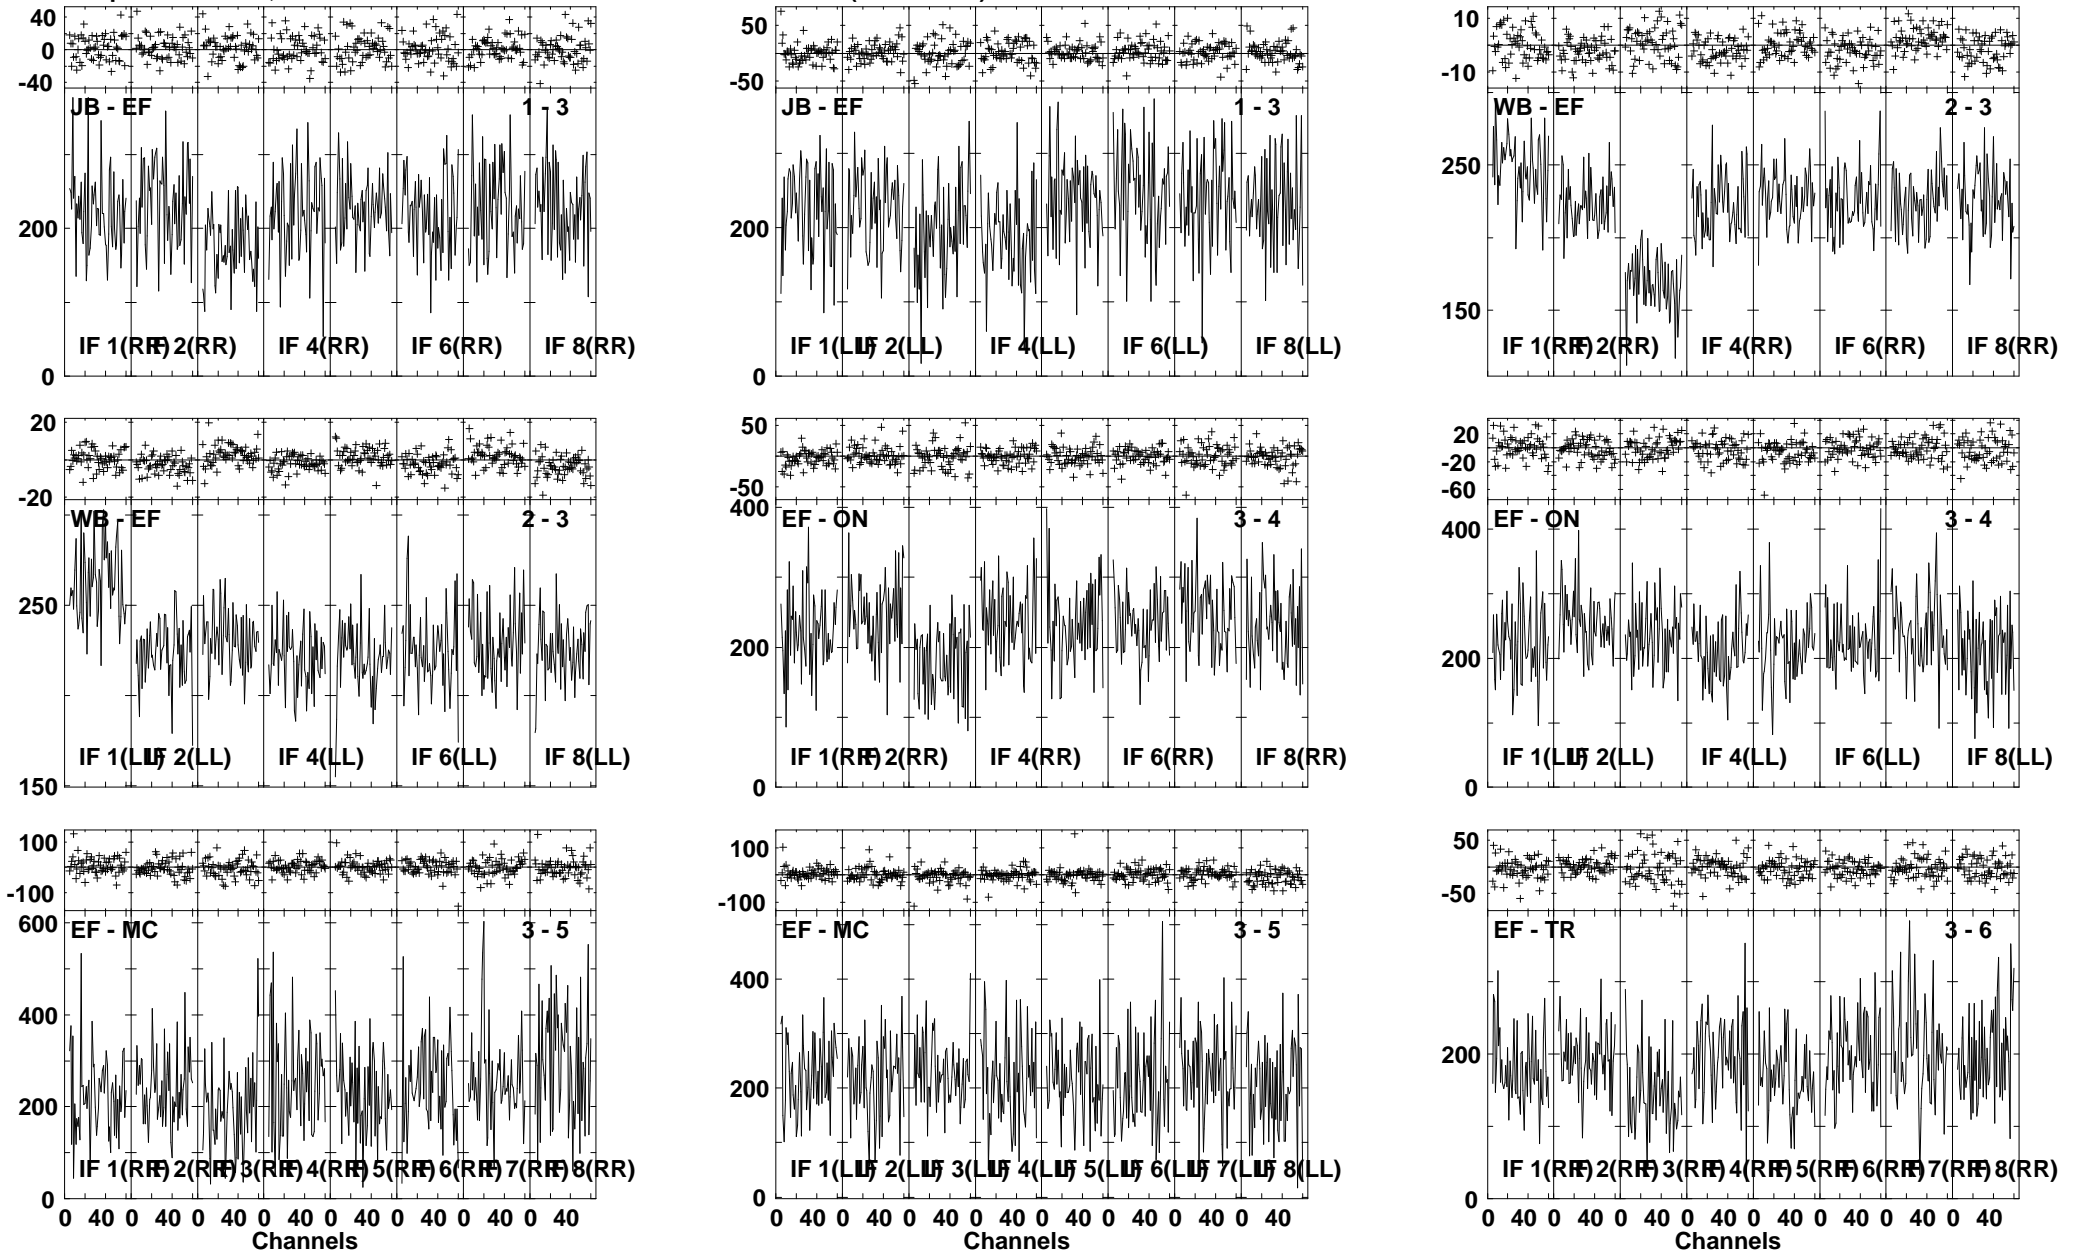 40
0
-40
JB - EF
1 - 3
200
0
IF 1(RR)
IF 2(RR)
IF 4(RR)
IF 6(RR)
IF 8(RR)
50
0
-50
JB - EF
1 - 3
200
0
IF 1(LL)
IF 2(LL)
IF 4(LL)
IF 6(LL)
IF 8(LL)
10
-10
WB - EF
2 - 3
250
150
IF 1(RR)
IF 2(RR)
IF 4(RR)
IF 6(RR)
IF 8(RR)
20
0
-20
WB - EF
2 - 3
250
150
IF 1(LL)
IF 2(LL)
IF 4(LL)
IF 6(LL)
IF 8(LL)
50
0
-50
EF - ON
3 - 4
400
200
0
IF 1(RR)
IF 2(RR)
IF 4(RR)
IF 6(RR)
IF 8(RR)
20
-20
-60
EF - ON
3 - 4
400
200
0
IF 1(LL)
IF 2(LL)
IF 4(LL)
IF 6(LL)
IF 8(LL)
100
0
-100
EF - MC
3 - 5
600
400
200
0
IF 1(RR)
IF 2(RR)
IF 3(RR)
IF 4(RR)
IF 5(RR)
IF 6(RR)
IF 7(RR)
IF 8(RR)
0 40 0 40 0 40 0 40 0 40 0 40 0 40 0 40
Channels
100
0
-100
EF - MC
3 - 5
400
200
0
IF 1(LL)
IF 2(LL)
IF 3(LL)
IF 4(LL)
IF 5(LL)
IF 6(LL)
IF 7(LL)
IF 8(LL)
0 40 0 40 0 40 0 40 0 40 0 40 0 40 0 40
Channels
50
0
-50
EF - TR
3 - 6
200
0
IF 1(RR)
IF 2(RR)
IF 3(RR)
IF 4(RR)
IF 5(RR)
IF 6(RR)
IF 7(RR)
IF 8(RR)
0 40 0 40 0 40 0 40 0 40 0 40 0 40 0 40
Channels